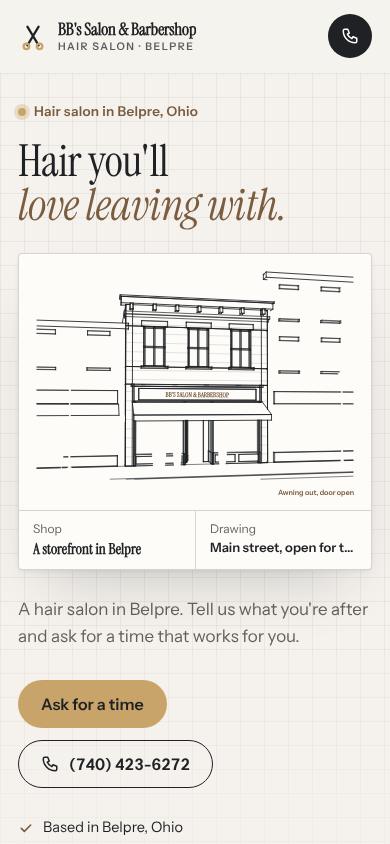 BB's Salon & Barbershop
HAIR SALON · BELPRE
Hair salon in Belpre, Ohio
Hair you'll
love leaving with.
BB'S SALON & BARBERSHOP
Awning out, door open
Shop
A storefront in Belpre
Drawing
Main street, open for t...
A hair salon in Belpre. Tell us what you're after
and ask for a time that works for you.
Ask for a time
(740) 423-6272
Based in Belpre, Ohio